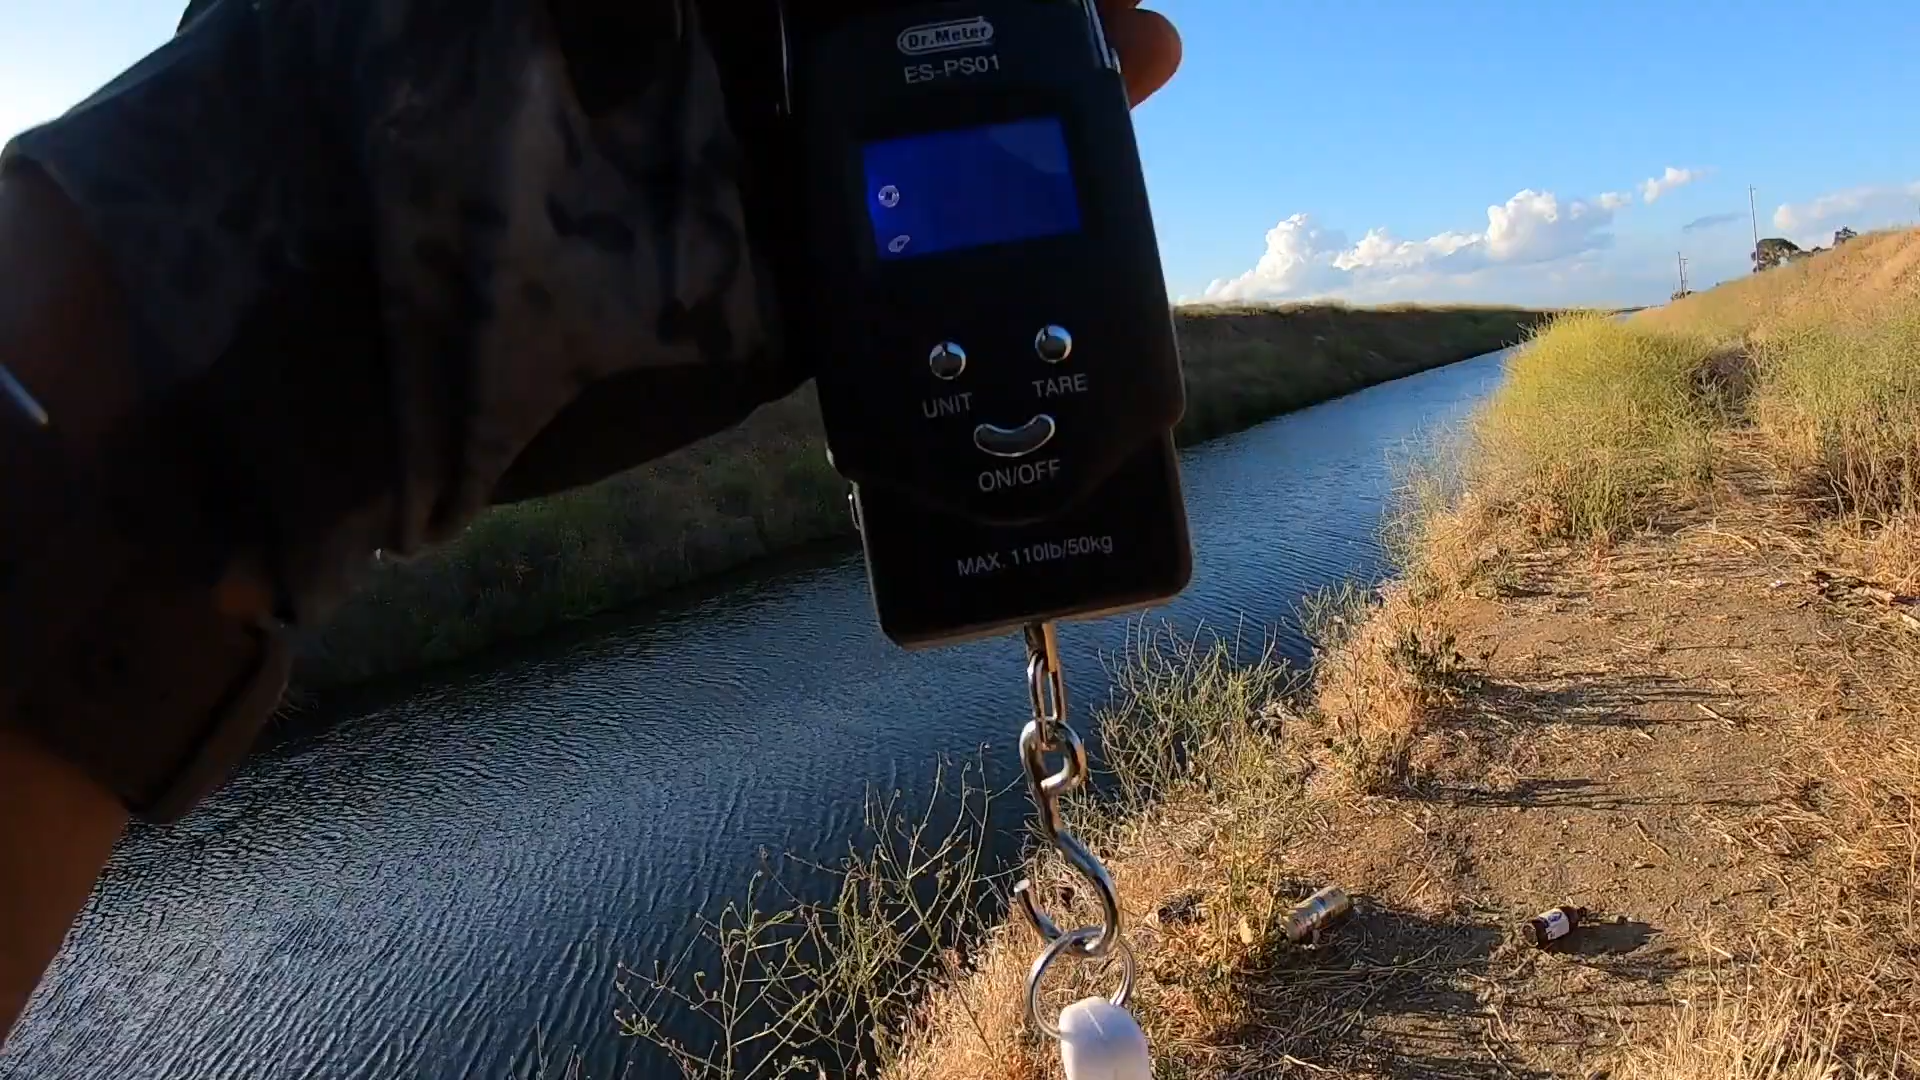 Dr.Meter
ES-PS01
UNIT
TARE
ON/OFF
MAX. 110lb/50kg